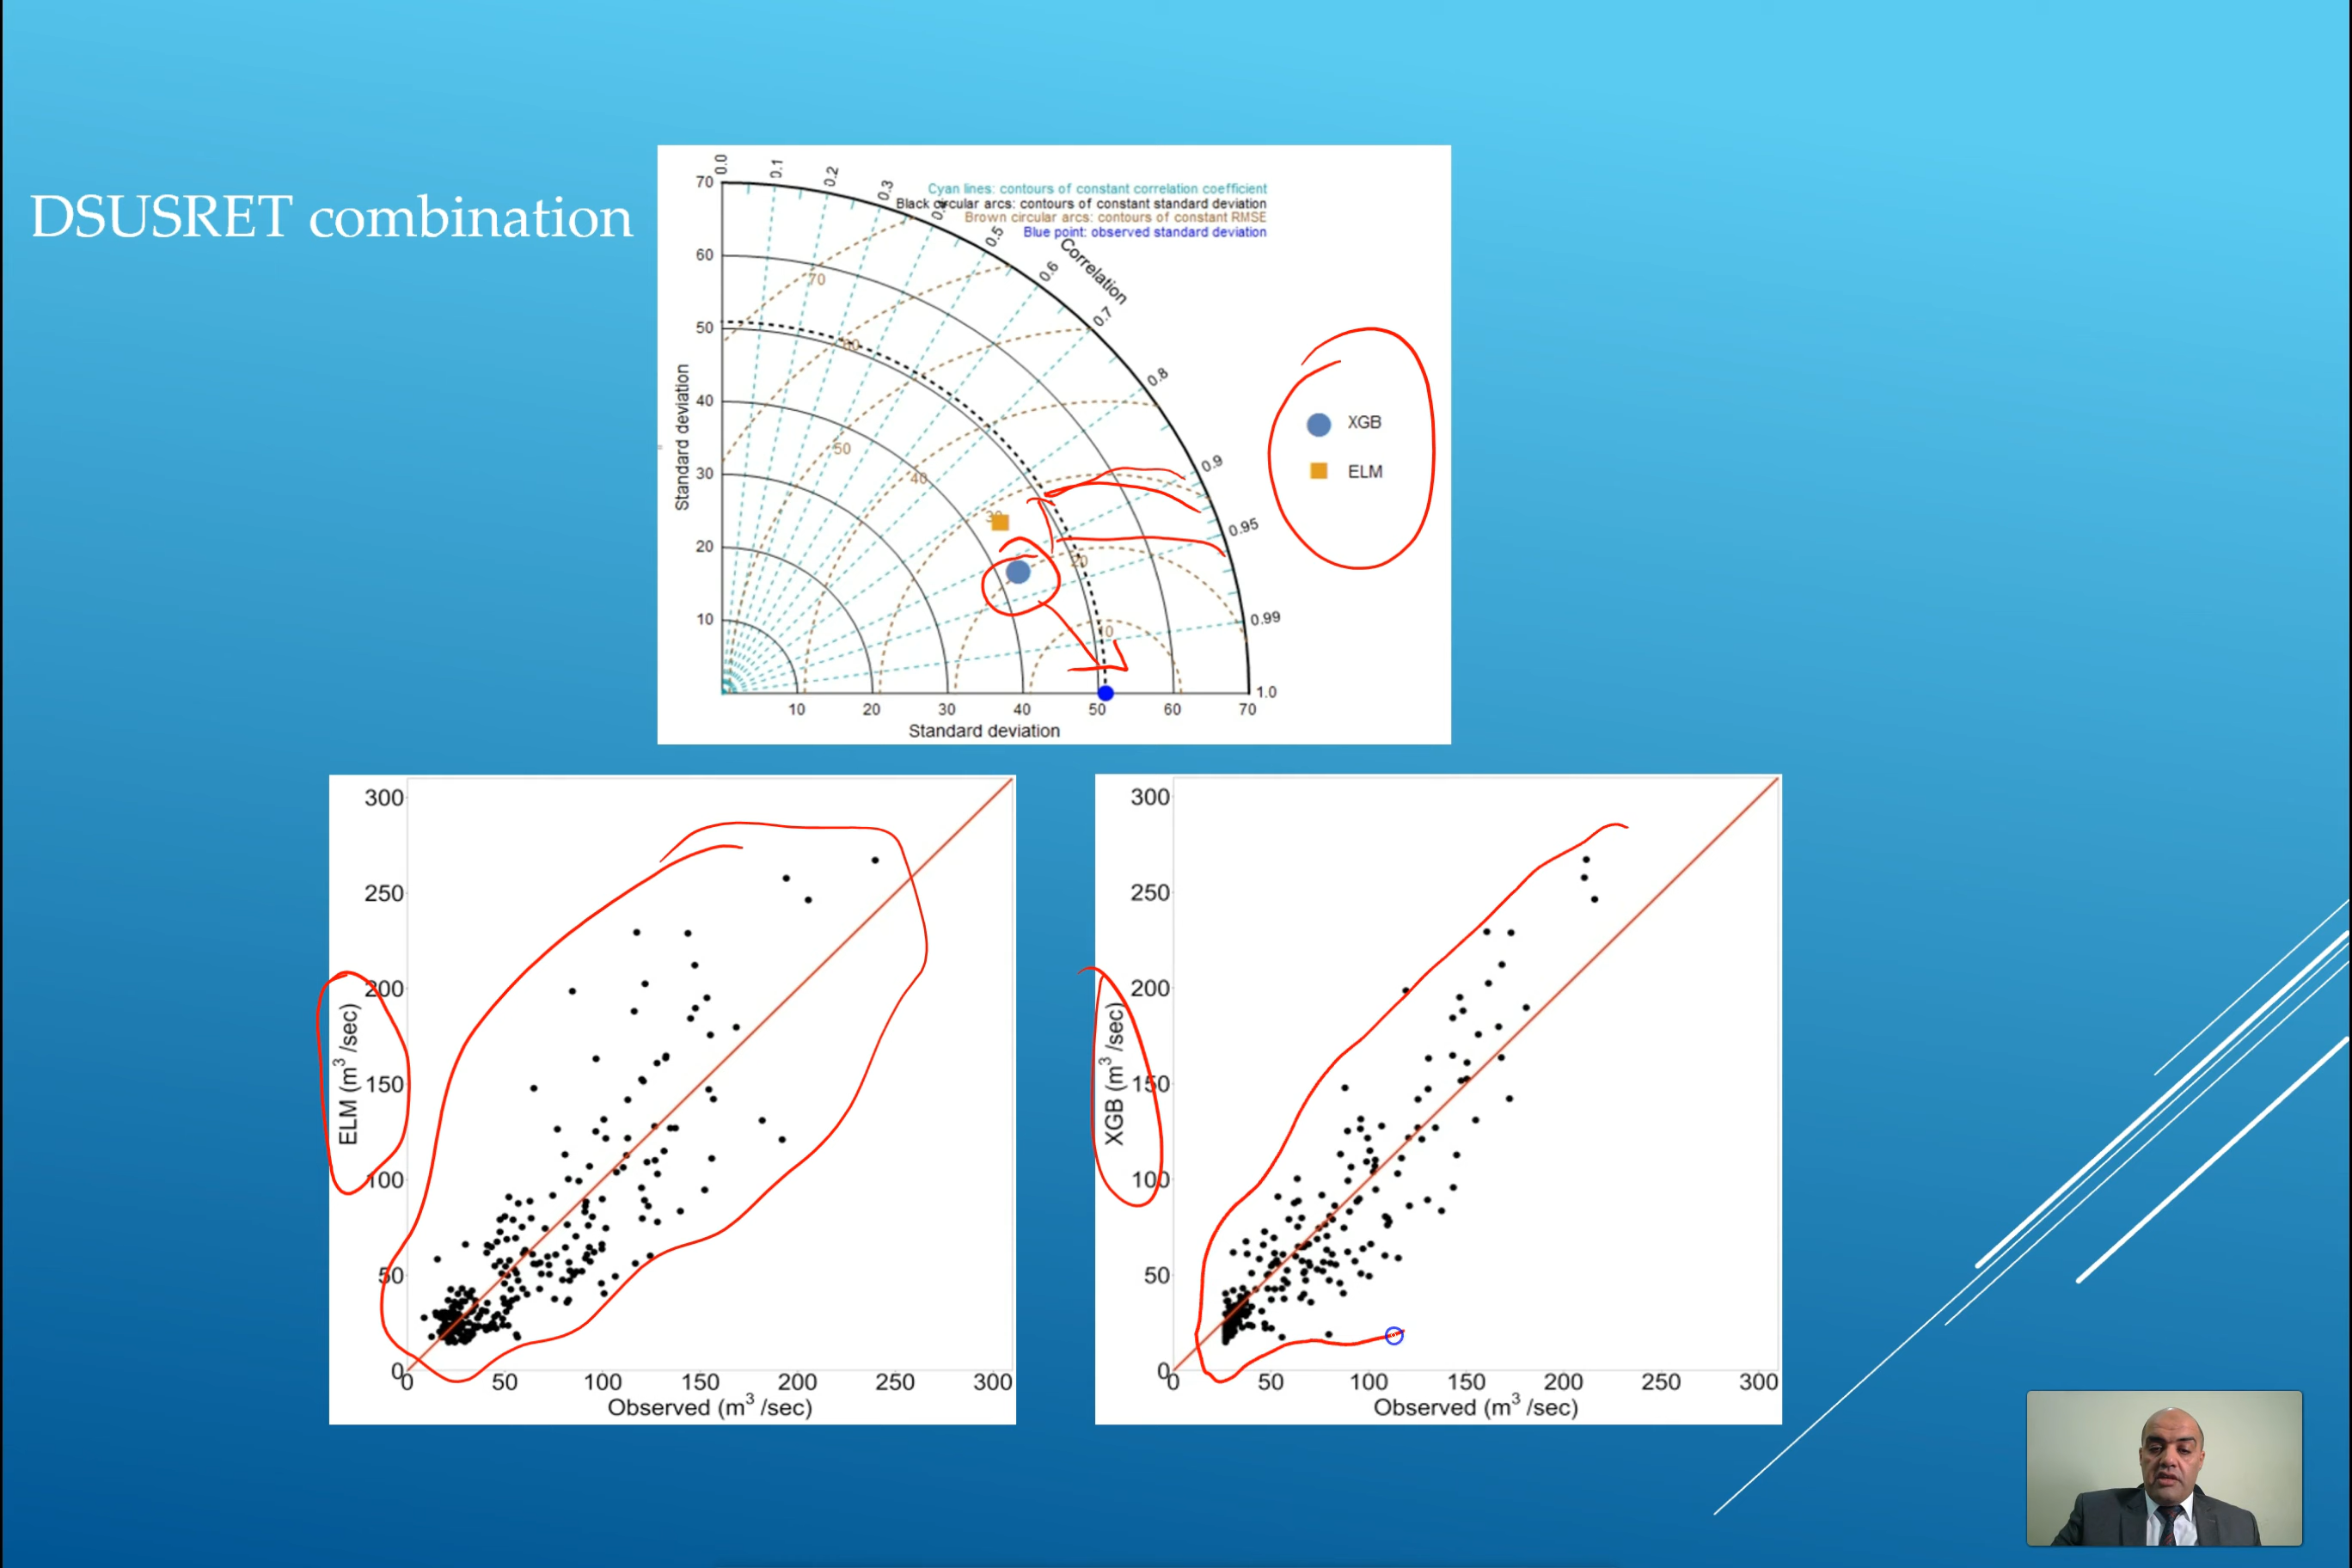 DSUSRET combination
0.0
0.1
0.2
0.3
0.4
0.5
0.6
0.7
0.8
0.9
0.95
0.99
1.0
Correlation
Cyan lines: contours of constant correlation coefficient
Black circular arcs: contours of constant standard deviation
Brown circular arcs: contours of constant RMSE
Blue point: observed standard deviation
70
60
50
40
30
20
10
Standard deviation
70
60
50
40
30
20
10
10 20 30 40 50 60 70
Standard deviation
XGB
ELM
300
250
200
150
100
50
0
ELM (m³ /sec)
0 50 100 150 200 250 300
Observed (m³ /sec)
300
250
200
150
100
50
0
XGB (m³ /sec)
0 50 100 150 200 250 300
Observed (m³ /sec)